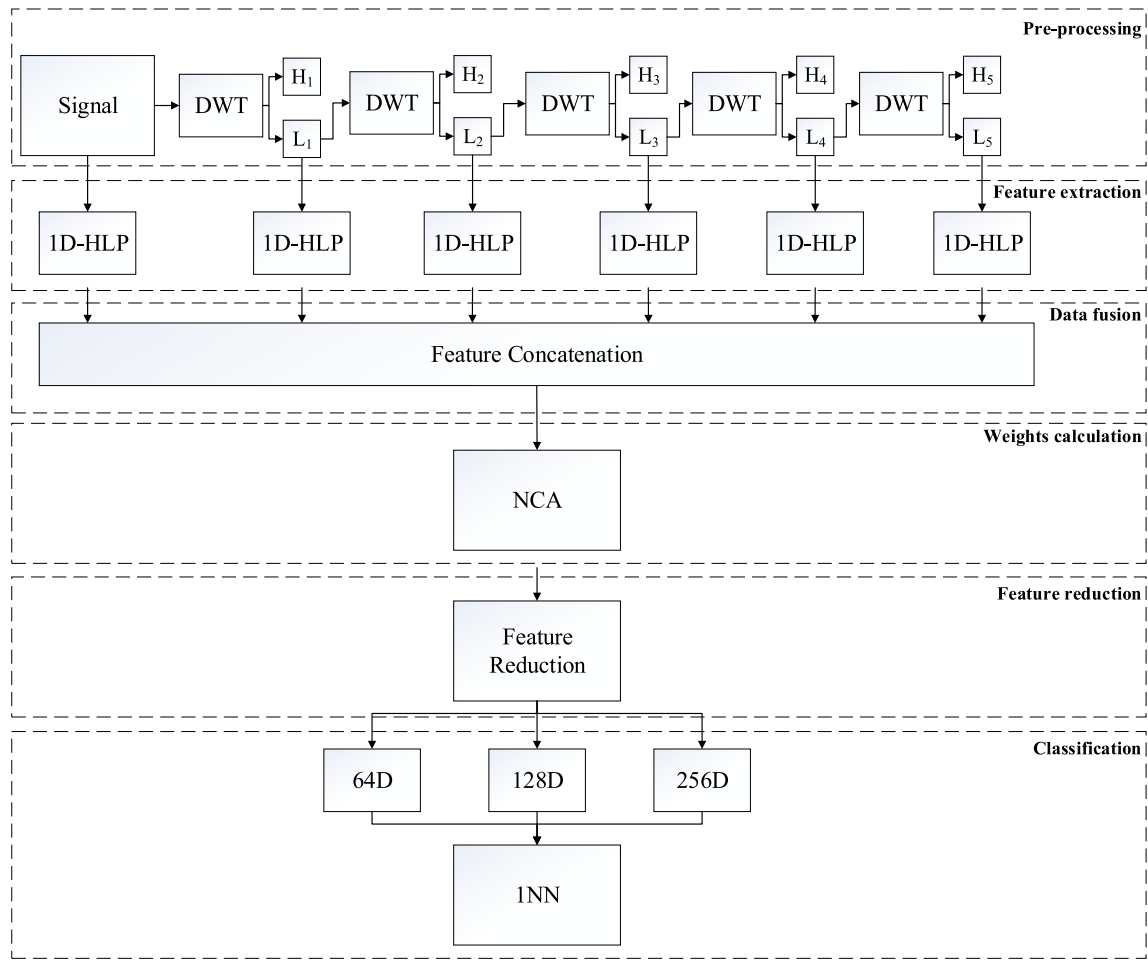 Pre-processing
Signal
DWT
H₁
L₁
DWT
H₂
L₂
DWT
H₃
L₃
DWT
H₄
L₄
DWT
H₅
L₅
Feature extraction
1D-HLP
1D-HLP
1D-HLP
1D-HLP
1D-HLP
1D-HLP
Data fusion
Feature Concatenation
Weights calculation
NCA
Feature reduction
Feature
Reduction
Classification
64D
128D
256D
1NN